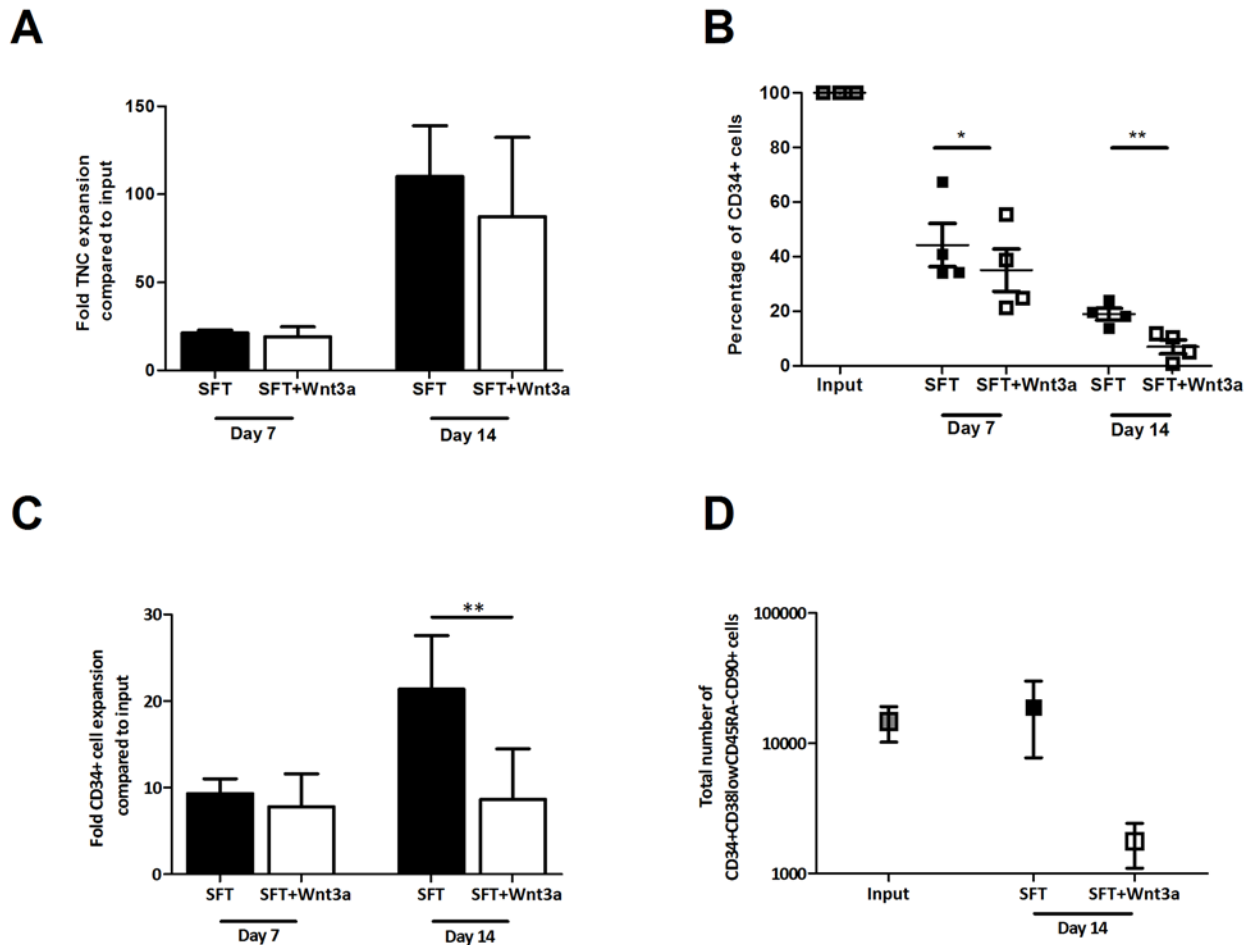 A
Fold TNC expansion
compared to input
150
100
50
0
SFT
SFT+Wnt3a
SFT
SFT+Wnt3a
Day 7
Day 14
B
Percentage of CD34+ cells
100
80
60
40
20
0
*
**
Input
SFT
SFT+Wnt3a
SFT
SFT+Wnt3a
Day 7
Day 14
C
Fold CD34+ cell expansion
compared to input
30
20
10
0
**
SFT
SFT+Wnt3a
SFT
SFT+Wnt3a
Day 7
Day 14
D
Total number of
CD34+CD38lowCD45RA-CD90+ cells
100000
10000
1000
Input
SFT
SFT+Wnt3a
Day 14